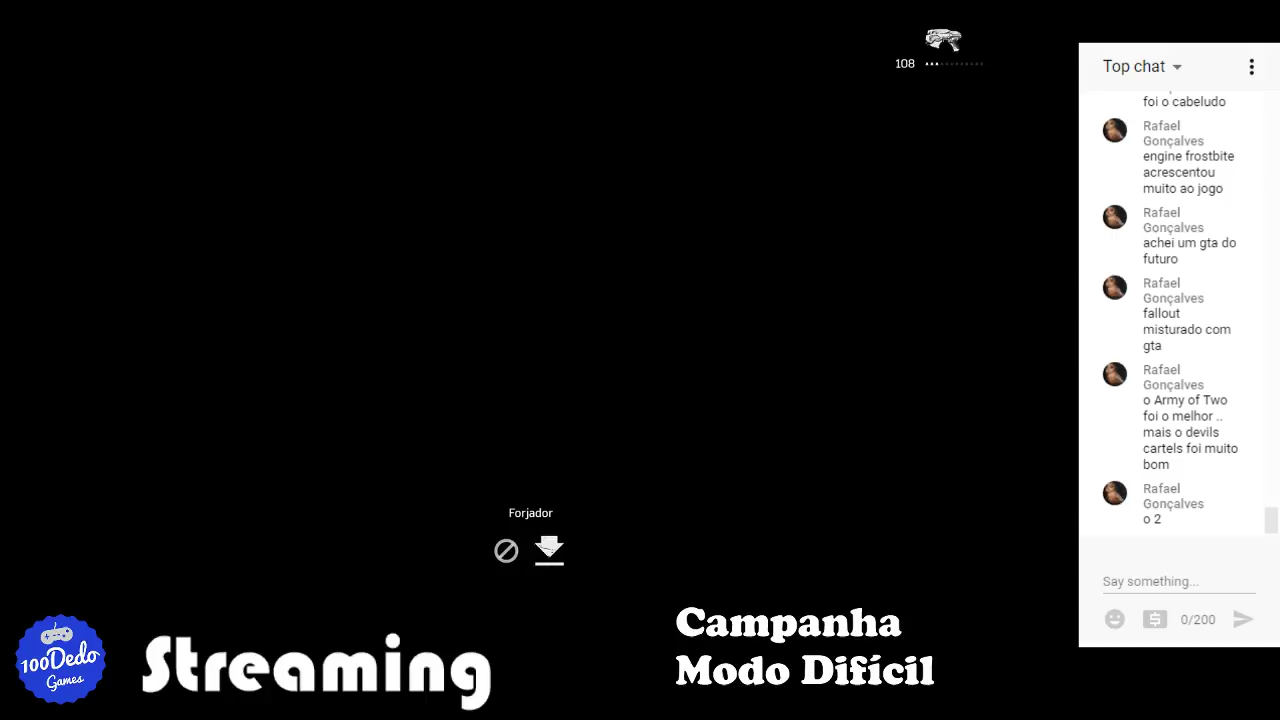 108
Forjador
100Dedo
Games
Streaming
Campanha
Modo Difícil
Top chat
foi o cabeludo
Rafael
Gonçalves
engine frostbite
acrescentou
muito ao jogo
Rafael
Gonçalves
achei um gta do
futuro
Rafael
Gonçalves
fallout
misturado com
gta
Rafael
Gonçalves
o Army of Two
foi o melhor ..
mais o devils
cartels foi muito
bom
Rafael
Gonçalves
o 2
Say something...
0/200